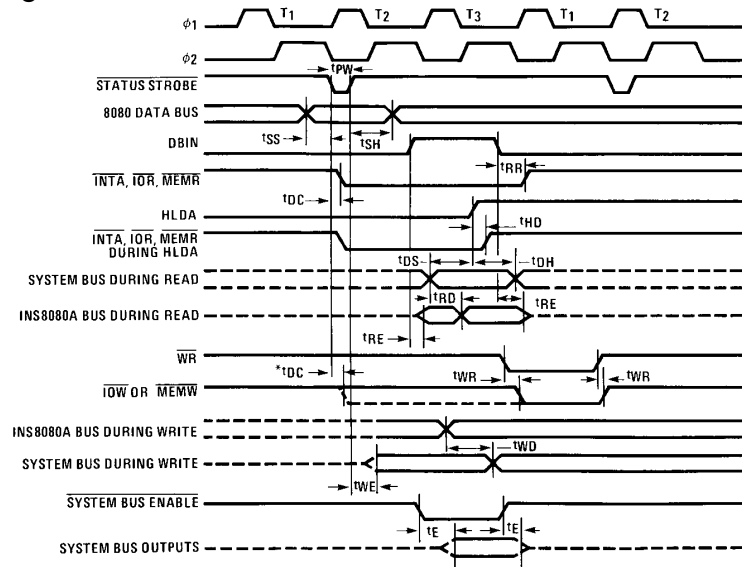 ϕ1 T1 T2 T3 T1 T2
ϕ2
tPW
STATUS STROBE
8080 DATA BUS
tSS tSH
DBIN
tRR
INTA, IOR, MEMR
tDC
HLDA
tHD
INTA, IOR, MEMR
DURING HLDA
tDS tDH
SYSTEM BUS DURING READ
tRD tRE
INS8080A BUS DURING READ
tRE
WR
*tDC tWR tWR
IOW OR MEMW
INS8080A BUS DURING WRITE
tWD
SYSTEM BUS DURING WRITE
tWE
SYSTEM BUS ENABLE
tE tE
SYSTEM BUS OUTPUTS